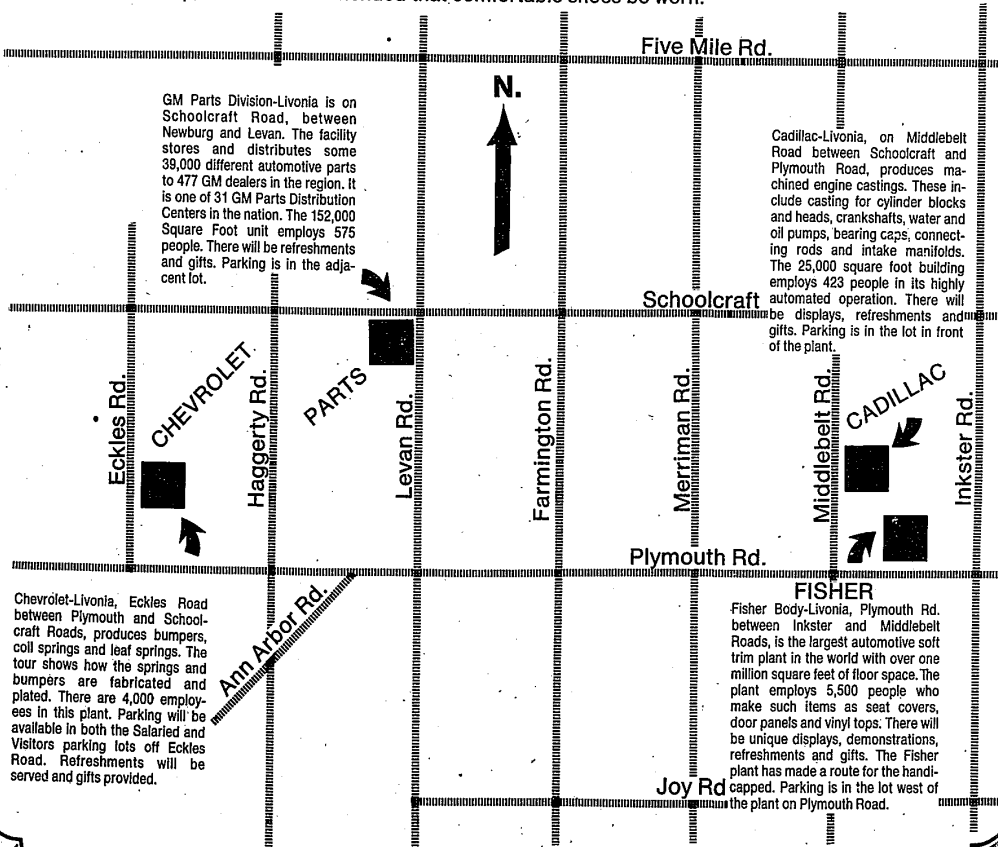 that comfortable shoes be worn.
Five Mile Rd.
N.
GM Parts Division-Livonia is on
Schoolcraft Road, between
Newburg and Levan. The facility
stores and distributes some
39,000 different automotive parts
to 477 GM dealers in the region. It
is one of 31 GM Parts Distribution
Centers in the nation. The 152,000
Square Foot unit employs 575
people. There will be refreshments
and gifts. Parking is in the adja-
cent lot.
Cadillac-Livonia, on Middlebelt
Road between Schoolcraft and
Plymouth Road, produces ma-
chined engine castings. These in-
clude casting for cylinder blocks
and heads, crankshafts, water and
oil pumps, bearing caps, connect-
ing rods and intake manifolds.
The 25,000 square foot building
employs 423 people in its highly
automated operation. There will
be displays, refreshments and
gifts. Parking is in the lot in front
of the plant.
Schoolcraft
Eckles Rd.
CHEVROLET
Haggerty Rd.
PARTS
Levan Rd.
Farmington Rd.
Merriman Rd.
Middlebelt Rd.
CADILLAC
Inkster Rd.
Plymouth Rd.
Ann Arbor Rd.
Chevrolet-Livonia, Eckles Road
between Plymouth and School-
craft Roads, produces bumpers,
coil springs and leaf springs. The
tour shows how the springs and
bumpers are fabricated and
plated. There are 4,000 employ-
ees in this plant. Parking will be
available in both the Salaried and
Visitors parking lots off Eckles
Road. Refreshments will be
served and gifts provided.
FISHER
Fisher Body-Livonia, Plymouth Rd.
between Inkster and Middlebelt
Roads, is the largest automotive soft
trim plant in the world with over one
million square feet of floor space. The
plant employs 5,500 people who
make such items as seat covers,
door panels and vinyl tops. There will
be unique displays, demonstrations,
refreshments and gifts. The Fisher
plant has made a route for the handi-
capped. Parking is in the lot west of
the plant on Plymouth Road.
Joy Rd